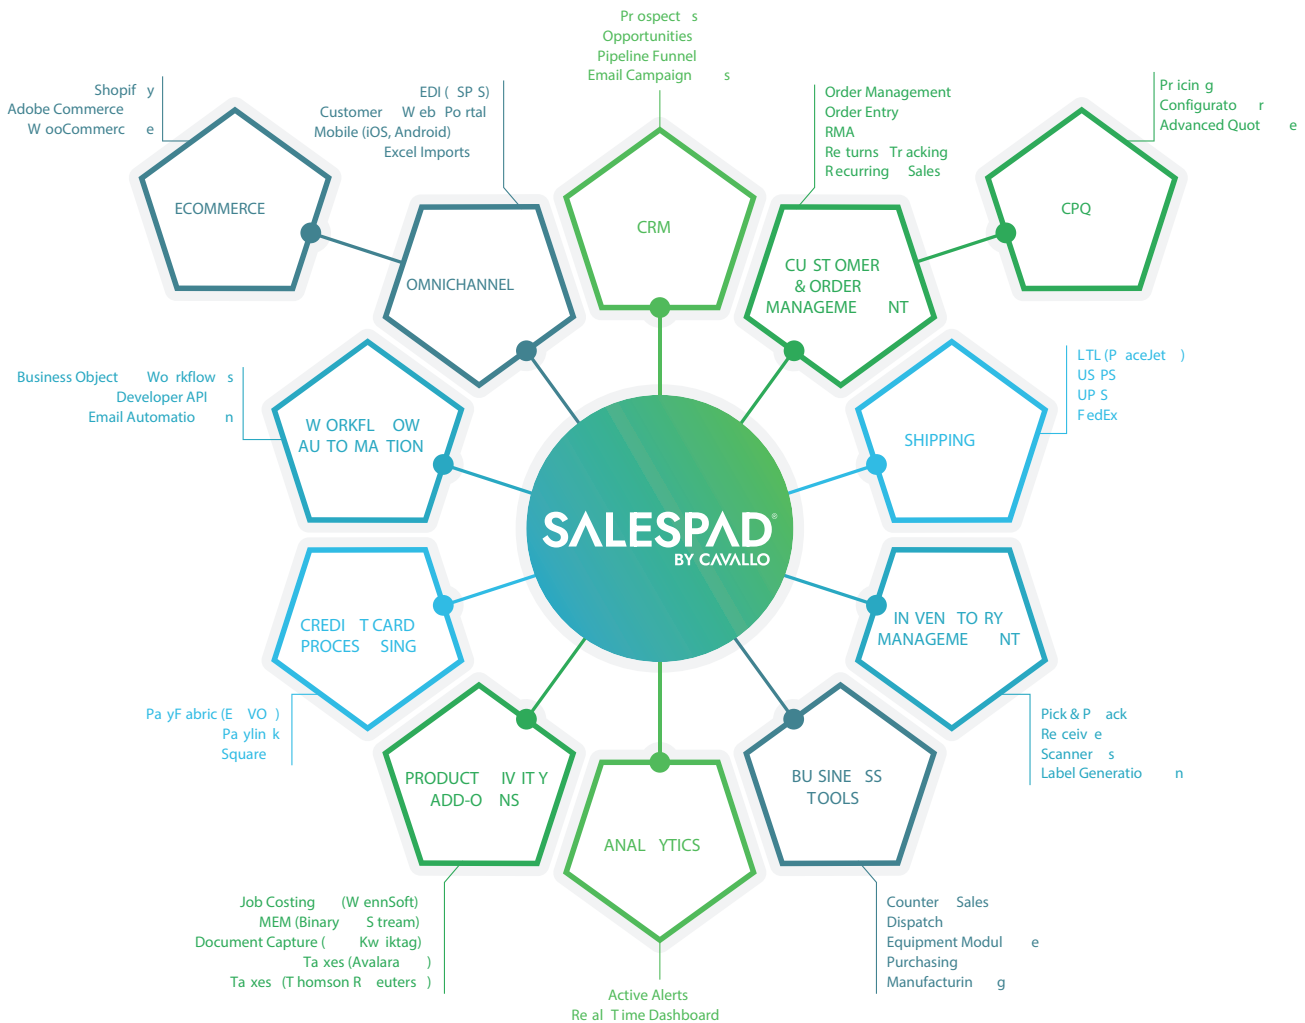 Prospects
Opportunities
Pipeline Funnel
Email Campaigns
Shopify
Adobe Commerce
WooCommerce
EDI (SPS)
Customer Web Portal
Mobile (iOS, Android)
Excel Imports
Order Management
Order Entry
RMA
Returns Tracking
Recurring Sales
Pricing
Configurator
Advanced Quote
ECOMMERCE
OMNICHANNEL
CRM
CUSTOMER
& ORDER
MANAGEMENT
CPQ
Business Object Workflows
Developer API
Email Automation
WORKFLOW
AUTOMATION
SHIPPING
LTL (PaceJet)
USPS
UPS
FedEx
SALESPAD®
BY CAVALLO
CREDIT CARD
PROCESSING
INVENTORY
MANAGEMENT
PayFabric (EVO)
Paylink
Square
Pick & Pack
Receive
Scanners
Label Generation
PRODUCTIVITY
ADD-ONS
ANALYTICS
BUSINESS
TOOLS
Job Costing (WennSoft)
MEM (Binary Stream)
Document Capture (Kwiktag)
Taxes (Avalara)
Taxes (Thomson Reuters)
Active Alerts
Real Time Dashboard
Counter Sales
Dispatch
Equipment Module
Purchasing
Manufacturing